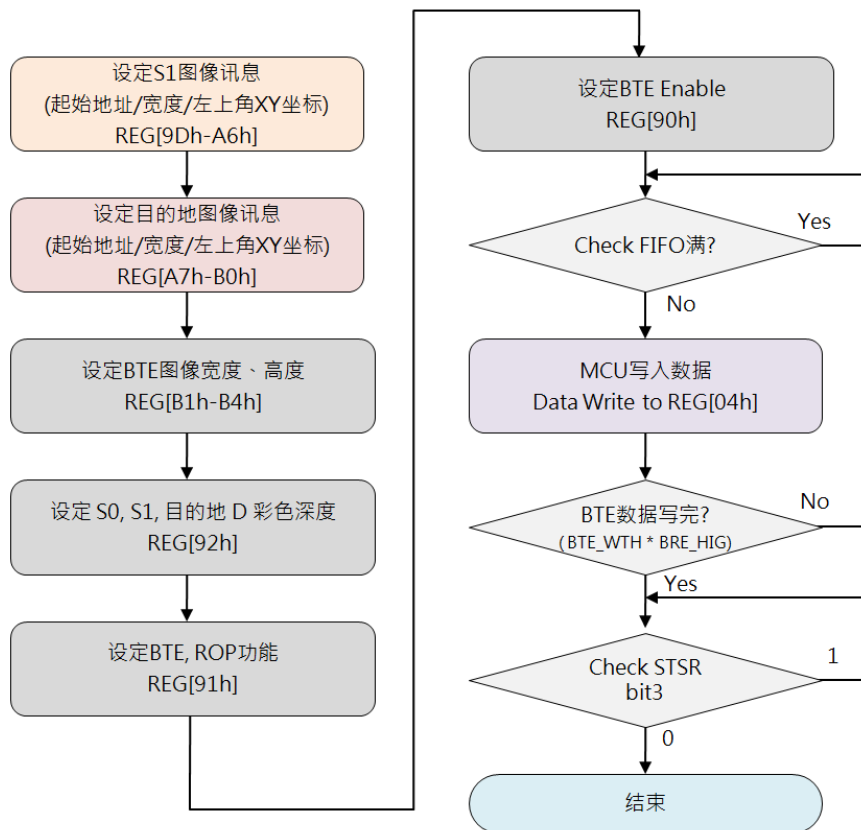 设定S1图像讯息
(起始地址/宽度/左上角XY坐标)
REG[9Dh-A6h]
设定目的地图像讯息
(起始地址/宽度/左上角XY坐标)
REG[A7h-B0h]
设定BTE图像宽度、高度
REG[B1h-B4h]
设定 S0, S1, 目的地 D 彩色深度
REG[92h]
设定BTE, ROP功能
REG[91h]
设定BTE Enable
REG[90h]
Check FIFO满?
Yes
No
MCU写入数据
Data Write to REG[04h]
BTE数据写完?
(BTE_WTH * BRE_HIG)
No
Yes
Check STSR
bit3
1
0
结束